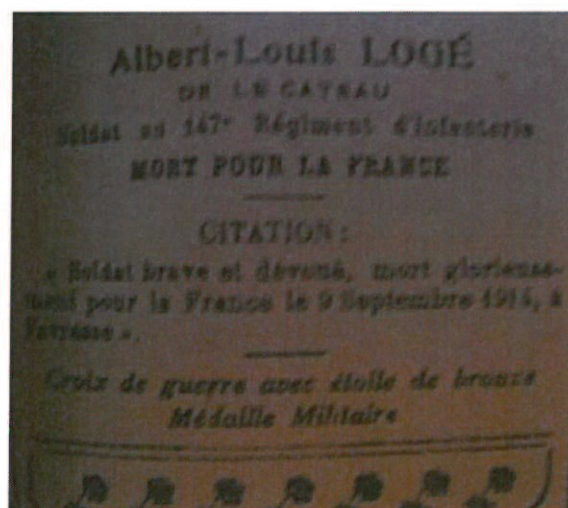 Albert-Louis LOGÉ
DE LE CATEAU
Soldat au 147e Régiment d'infanterie
MORT POUR LA FRANCE
CITATION :
« Soldat brave et dévoué, mort glorieuse-
ment pour la France le 9 Septembre 1914, à
Favresse ».
Croix de guerre avec étoile de bronze
Médaille Militaire